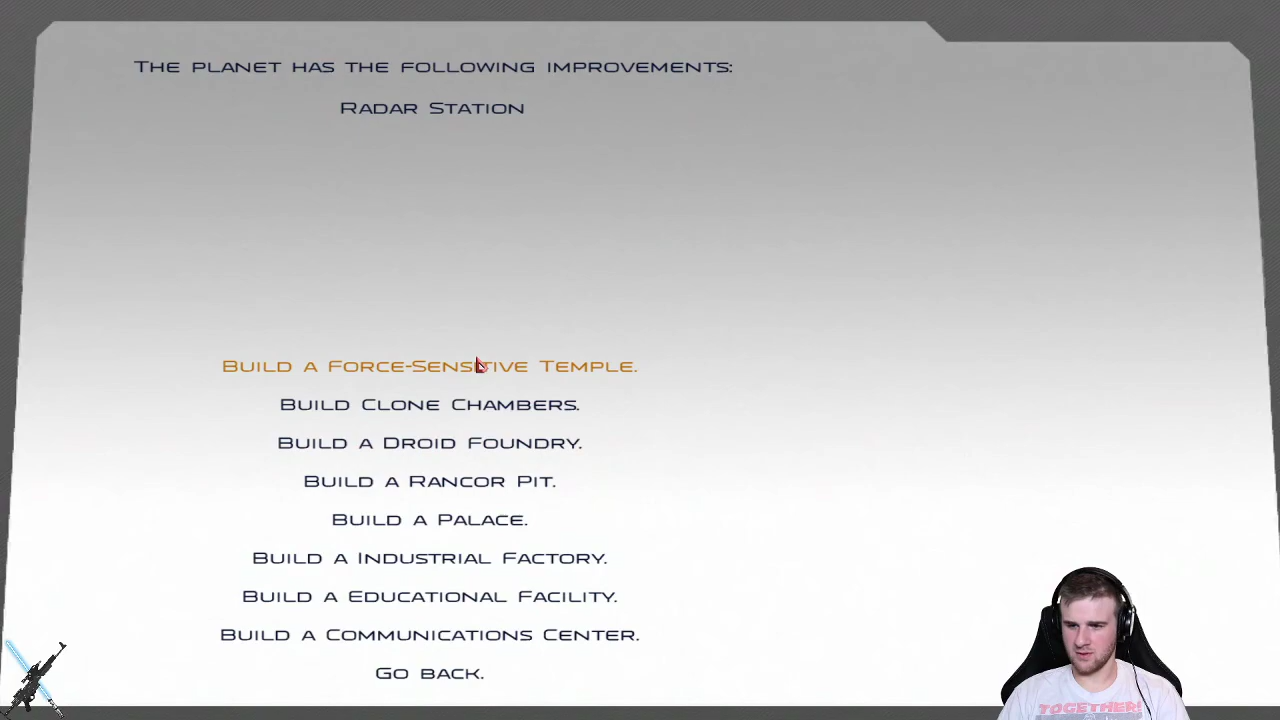 The planet has the following improvements:
Radar Station
Build a Force-Sensitive Temple.
Build Clone Chambers.
Build a Droid Foundry.
Build a Rancor Pit.
Build a Palace.
Build a Industrial Factory.
Build a Educational Facility.
Build a Communications Center.
Go back.
TOGETHER!